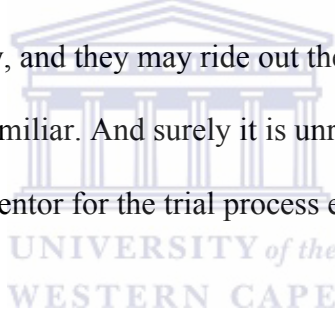 , and they may ride out the
miliar. And surely it is unr
entor for the trial process e
UNIVERSITY of the
WESTERN CAPE